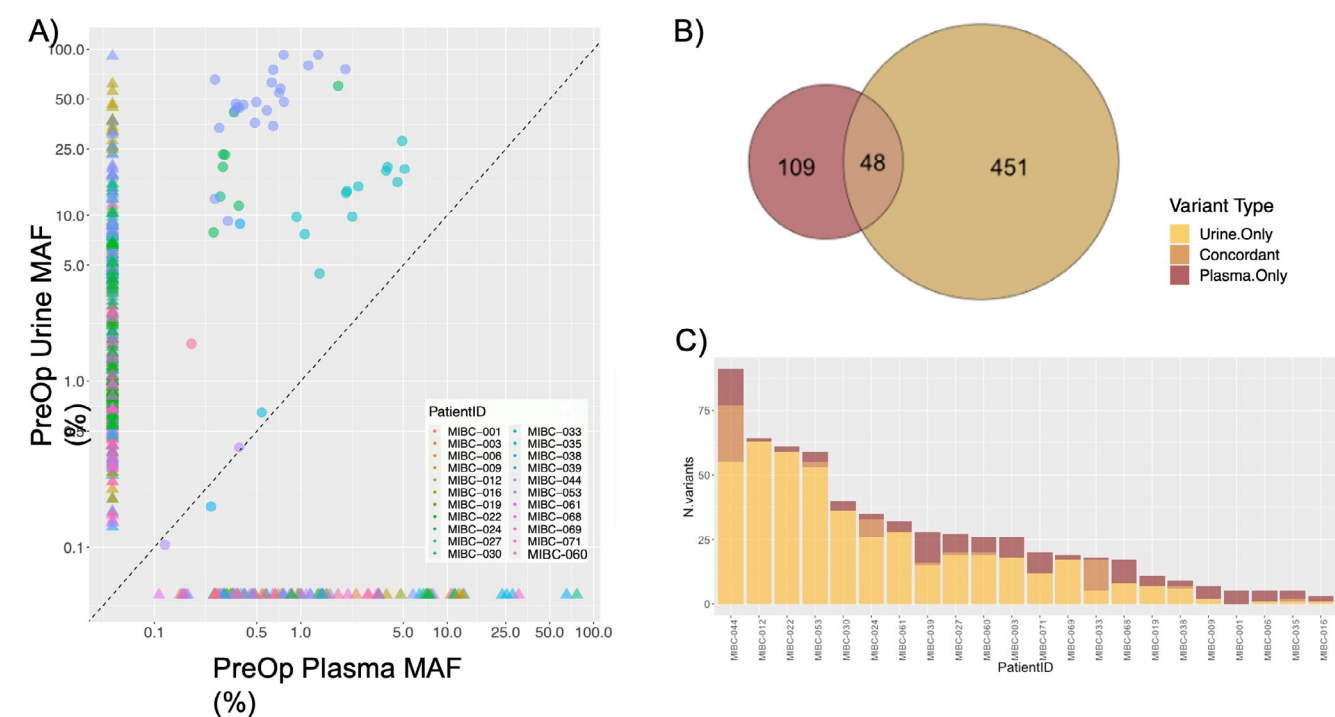 A)
100.0
50.0
25.0
10.0
5.0
1.0
0.1
PreOp Urine MAF
(%)
0.1
0.5
1.0
5.0
10.0
25.0
50.0
100.0
PreOp Plasma MAF
(%)
PatientID
MIBC-001
MIBC-003
MIBC-006
MIBC-009
MIBC-012
MIBC-016
MIBC-019
MIBC-022
MIBC-024
MIBC-027
MIBC-030
MIBC-033
MIBC-035
MIBC-038
MIBC-039
MIBC-044
MIBC-053
MIBC-061
MIBC-068
MIBC-069
MIBC-071
MIBC-060
B)
109
48
451
Variant Type
Urine.Only
Concordant
Plasma.Only
C)
N.variants
75
50
25
0
MIBC-044
MIBC-012
MIBC-022
MIBC-053
MIBC-030
MIBC-024
MIBC-061
MIBC-039
MIBC-027
MIBC-060
MIBC-003
MIBC-071
MIBC-069
MIBC-033
MIBC-068
MIBC-019
MIBC-038
MIBC-009
MIBC-001
MIBC-006
MIBC-035
MIBC-016
PatientID